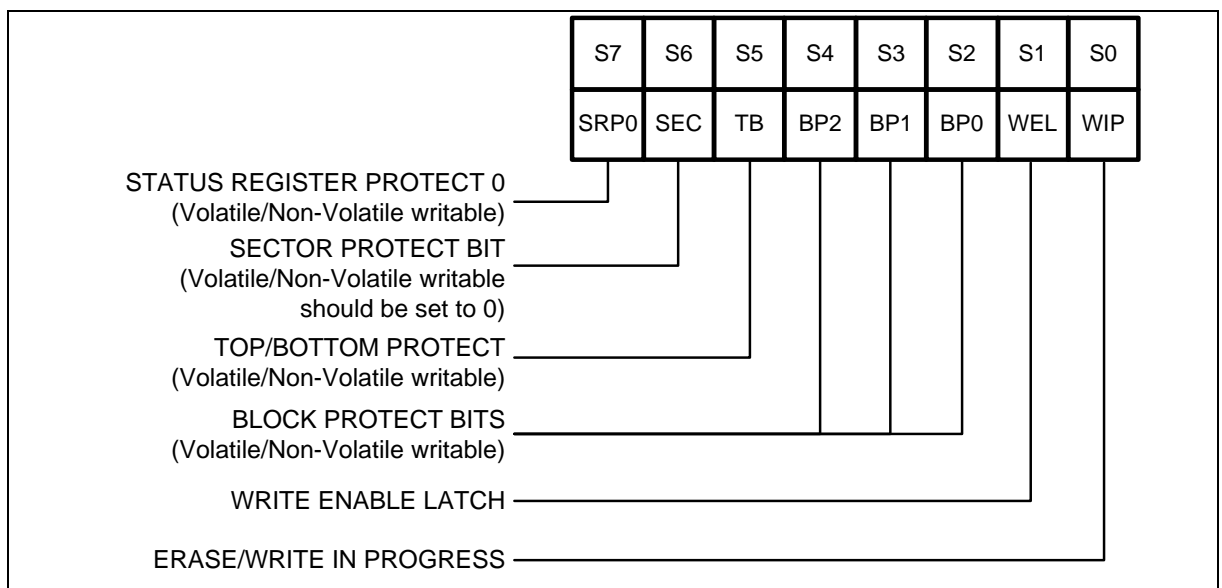 S7 S6 S5 S4 S3 S2 S1 S0
SRP0 SEC TB BP2 BP1 BP0 WEL WIP
STATUS REGISTER PROTECT 0
(Volatile/Non-Volatile writable)
SECTOR PROTECT BIT
(Volatile/Non-Volatile writable
should be set to 0)
TOP/BOTTOM PROTECT
(Volatile/Non-Volatile writable)
BLOCK PROTECT BITS
(Volatile/Non-Volatile writable)
WRITE ENABLE LATCH
ERASE/WRITE IN PROGRESS